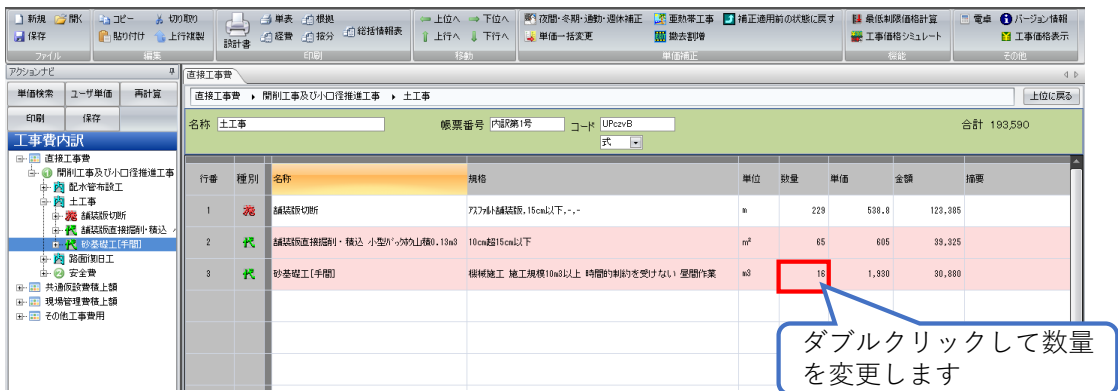 新規 開く コピー 切り取り 単表 根拠 上位へ 下位へ 夜間・冬期・通勤・週休補正 亜熱帯工事 補正適用前の状態に戻す 最低制限価格計算 電卓 バージョン情報
保存 貼り付け 上行複製 設計書 経費 按分 総括情報表 上行へ 下行へ 単価一括変更 撤去割増 工事価格シミュレート 工事価格表示
ファイル 編集 印刷 移動 単価補正 機能 その他
アクションナビ
直接工事費
単価検索 ユーザ単価 再計算
直接工事費 ▶ 開削工事及び小口径推進工事 ▶ 土工事 上位に戻る
印刷 保存
名称 土工事 帳票番号 内訳第1号 コード UPczvB 合計 193,590
式
工事費内訳
直接工事費
開削工事及び小口径推進工事
内 配水管布設工
内 土工事
施 舗装版切断
代 舗装版直接掘削・積込
代 砂基礎工[手間]
内 路面復旧工
安全費
共通仮設費積上額
現場管理費積上額
その他工事費用
行番 種別 名称 規格 単位 数量 単価 金額 摘要
1 施 舗装版切断 アスファルト舗装版,15cm以下,-,- m 229 538.8 123,385
2 代 舗装版直接掘削・積込 小型バックホウ山積0.13m3 10cm超15cm以下 m² 65 605 39,325
3 代 砂基礎工[手間] 機械施工 施工規模10m3以上 時間的制約を受けない 昼間作業 m3 16 1,930 30,880
ダブルクリックして数量
を変更します